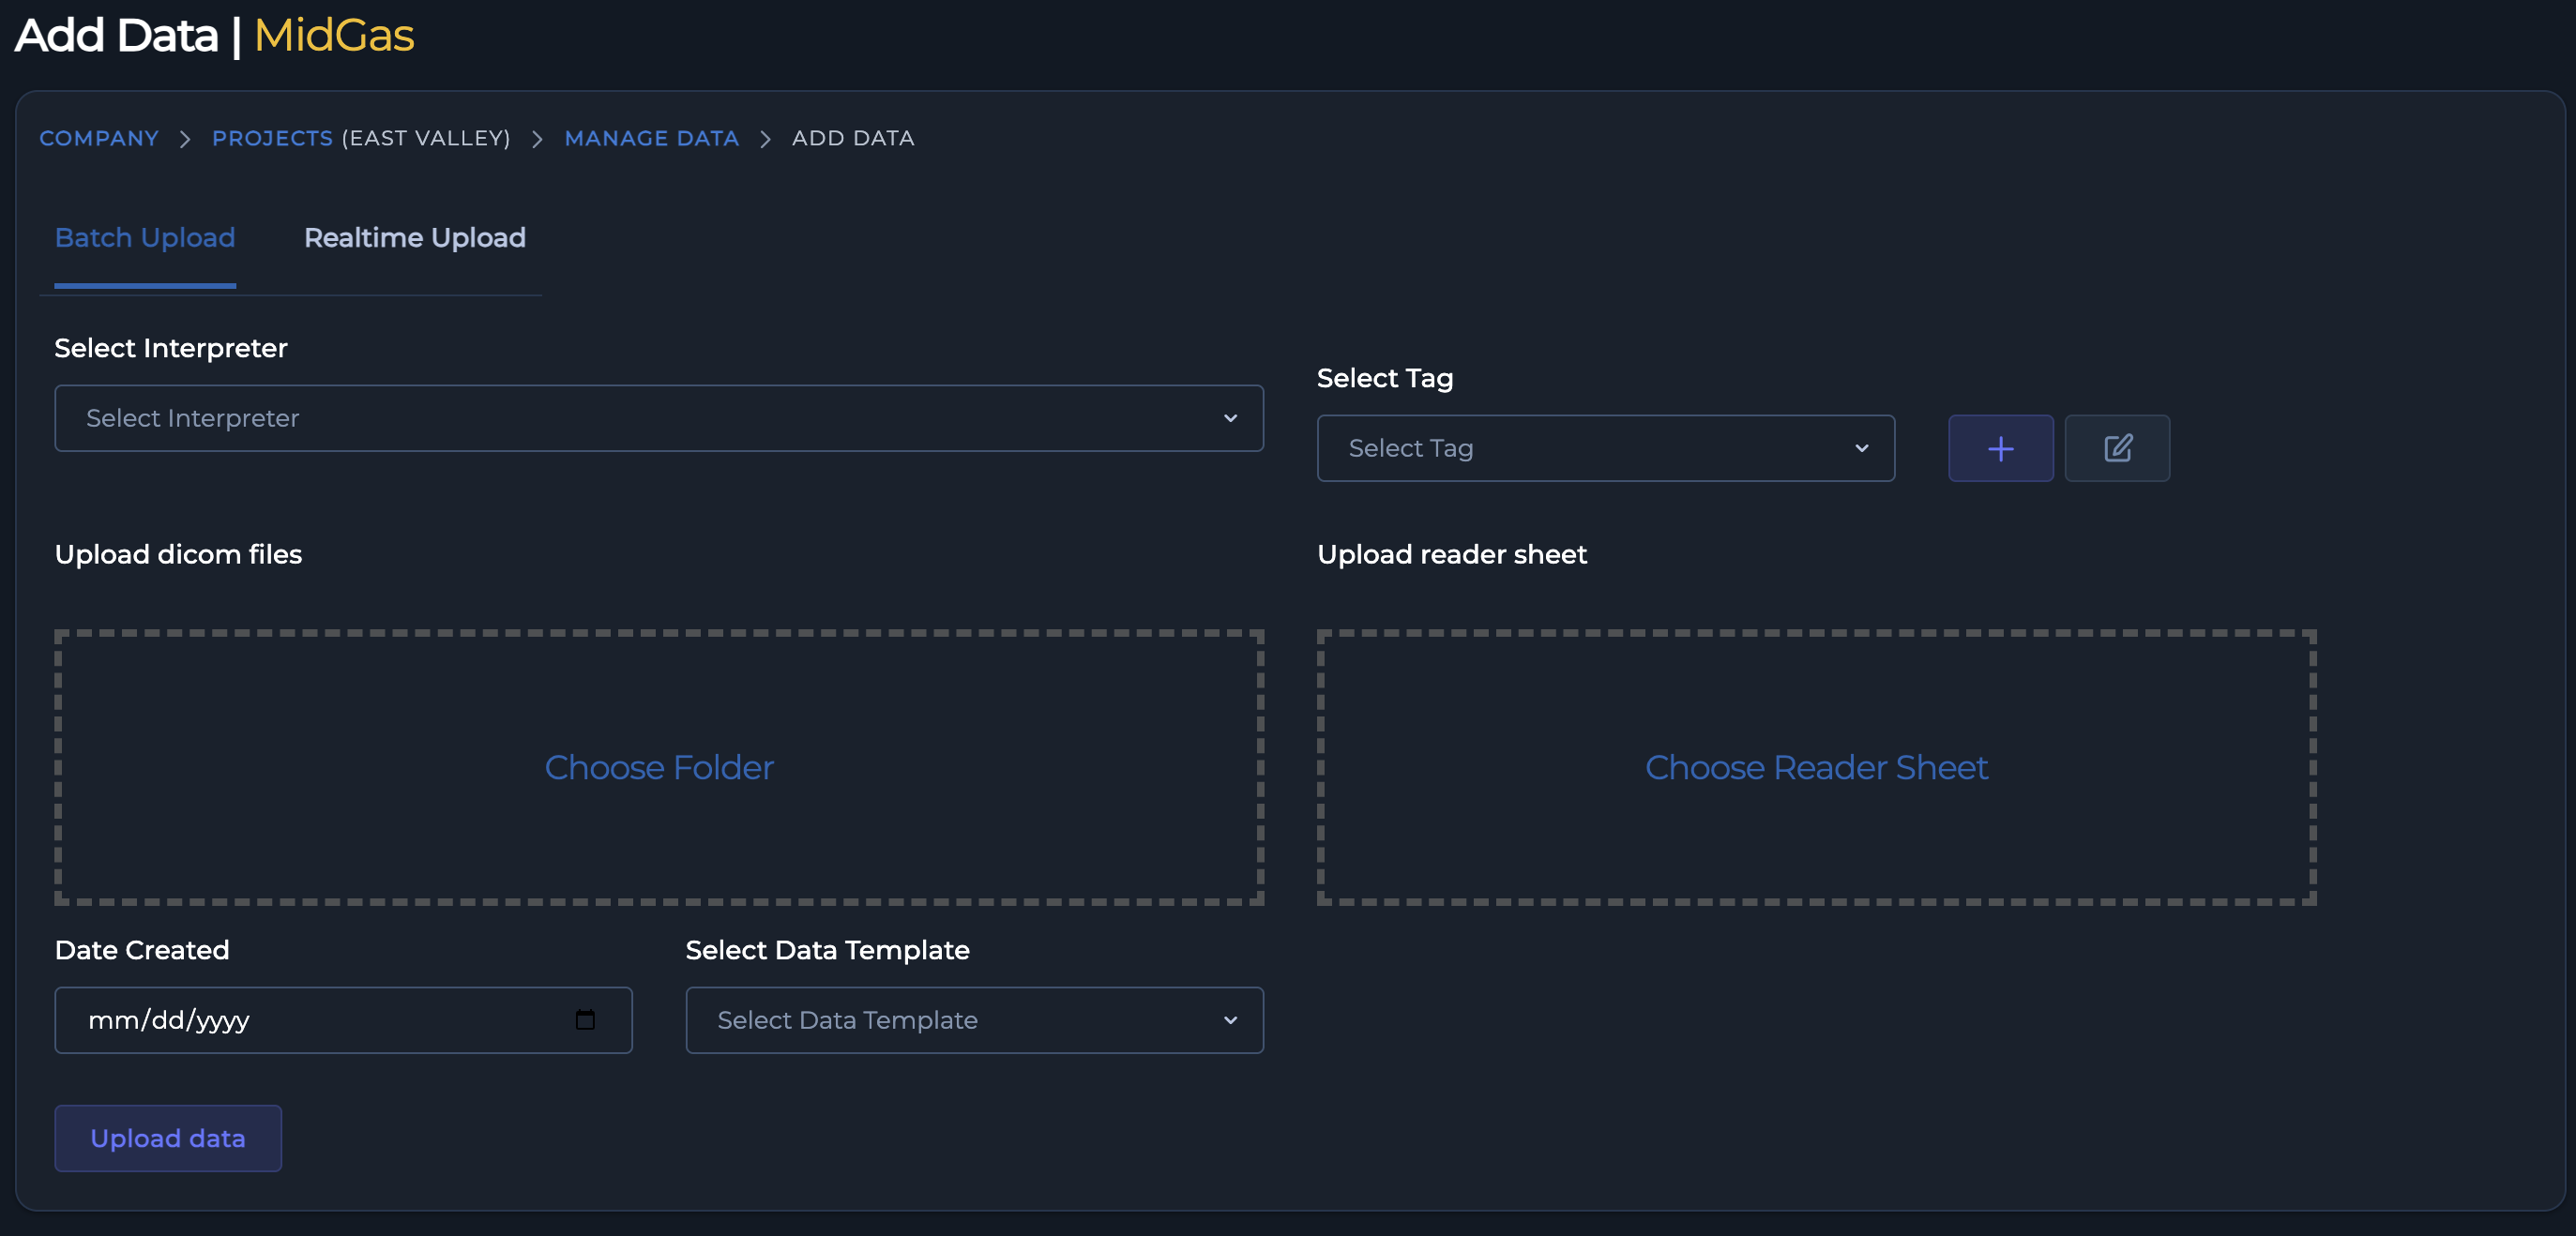 Add Data | MidGas
COMPANY > PROJECTS (EAST VALLEY) > MANAGE DATA > ADD DATA
Batch Upload Realtime Upload
Select Interpreter
Select Interpreter
Select Tag
Select Tag
Upload dicom files
Upload reader sheet
Choose Folder
Choose Reader Sheet
Date Created
mm/dd/yyyy
Select Data Template
Select Data Template
Upload data